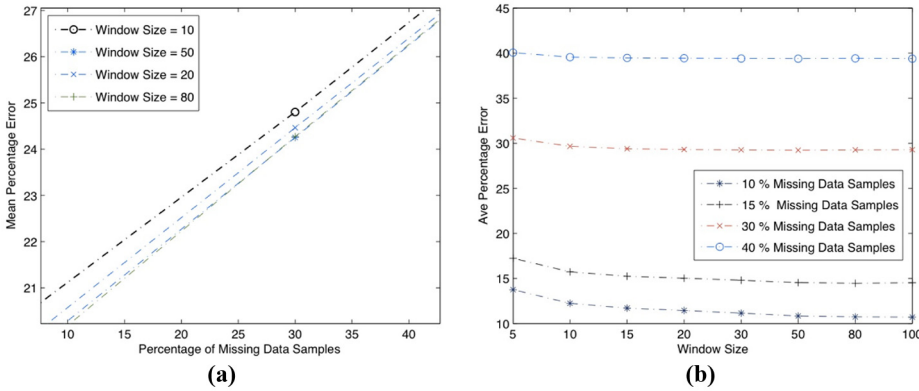 27
26
25
24
23
22
21
10
15
20
25
30
35
40
Mean Percentage Error
Percentage of Missing Data Samples
Window Size = 10
Window Size = 50
Window Size = 20
Window Size = 80
(a)
45
40
35
30
25
20
15
10
5
10
15
20
30
50
80
100
Ave Percentage Error
Window Size
10 % Missing Data Samples
15 % Missing Data Samples
30 % Missing Data Samples
40 % Missing Data Samples
(b)